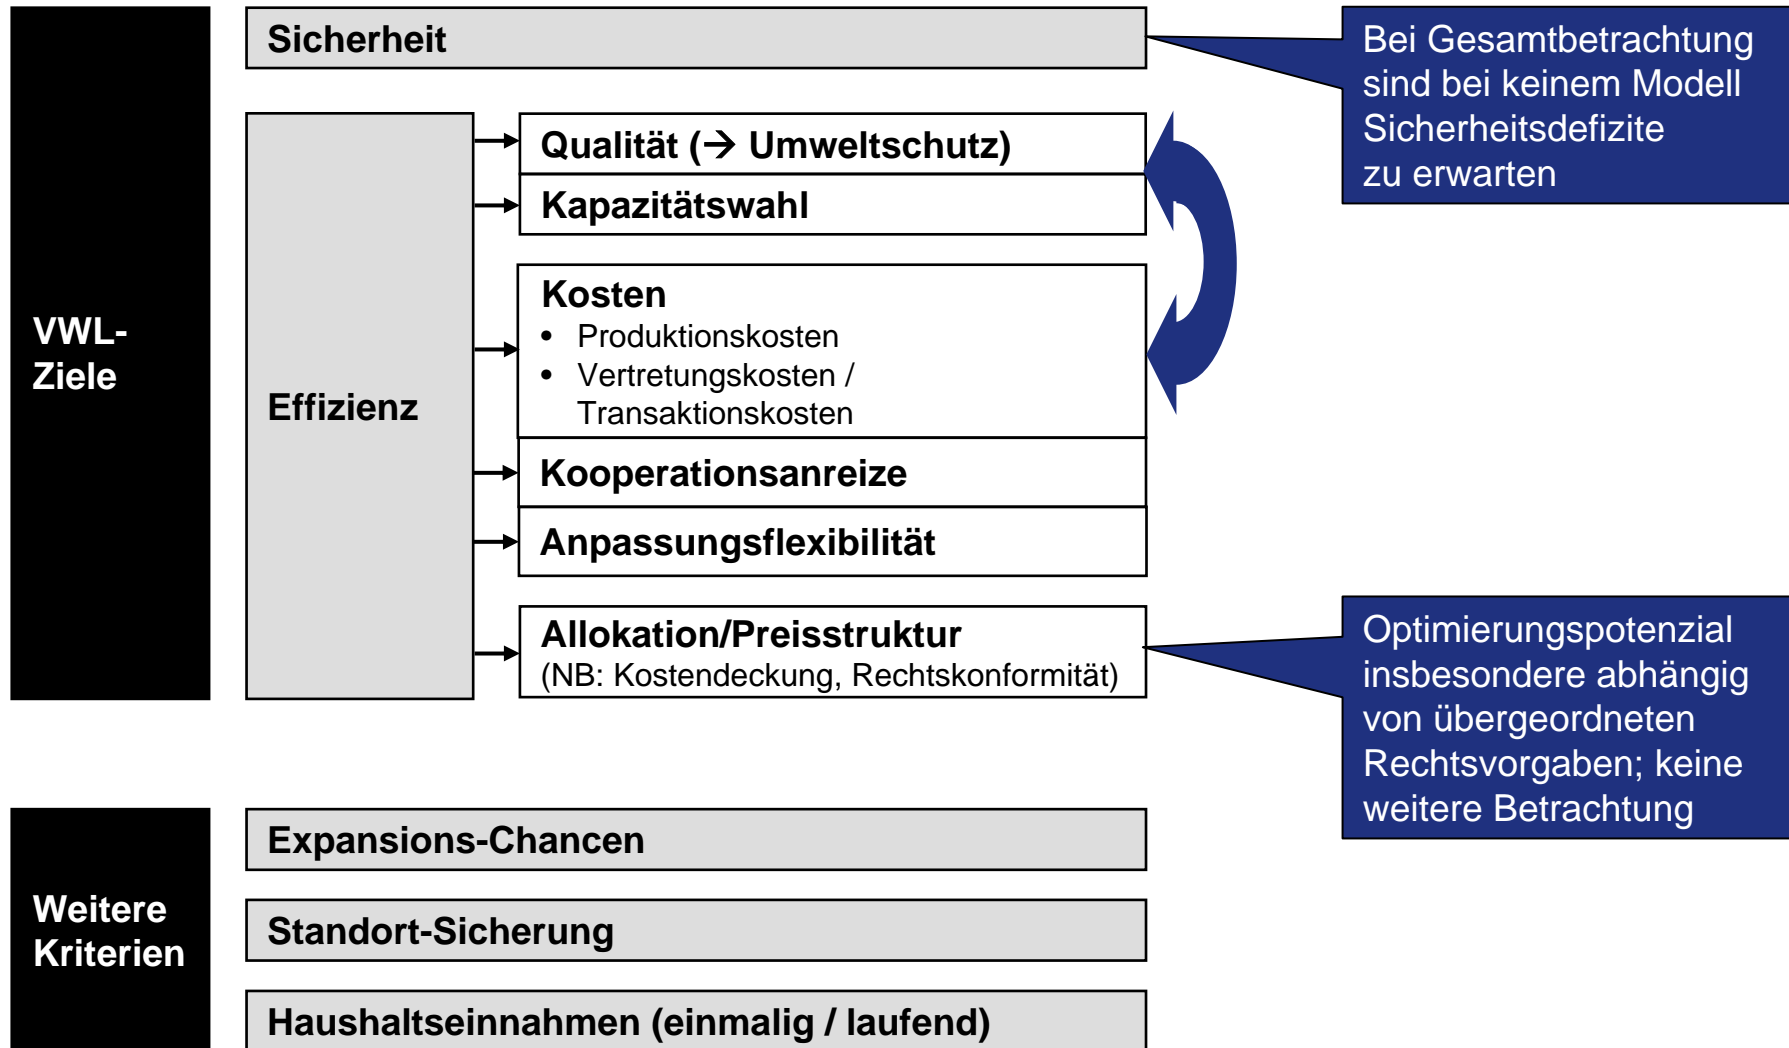 VWL-
Ziele
Sicherheit
Bei Gesamtbetrachtung
sind bei keinem Modell
Sicherheitsdefizite
zu erwarten
Effizienz
Qualität (→ Umweltschutz)
Kapazitätswahl
Kosten
• Produktionskosten
• Vertretungskosten /
Transaktionskosten
Kooperationsanreize
Anpassungsflexibilität
Allokation/Preisstruktur
(NB: Kostendeckung, Rechtskonformität)
Optimierungspotenzial
insbesondere abhängig
von übergeordneten
Rechtsvorgaben; keine
weitere Betrachtung
Weitere
Kriterien
Expansions-Chancen
Standort-Sicherung
Haushaltseinnahmen (einmalig / laufend)